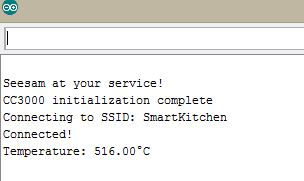 Seesam at your service!
CC3000 initialization complete
Connecting to SSID: SmartKitchen
Connected!
Temperature: 516.00°C